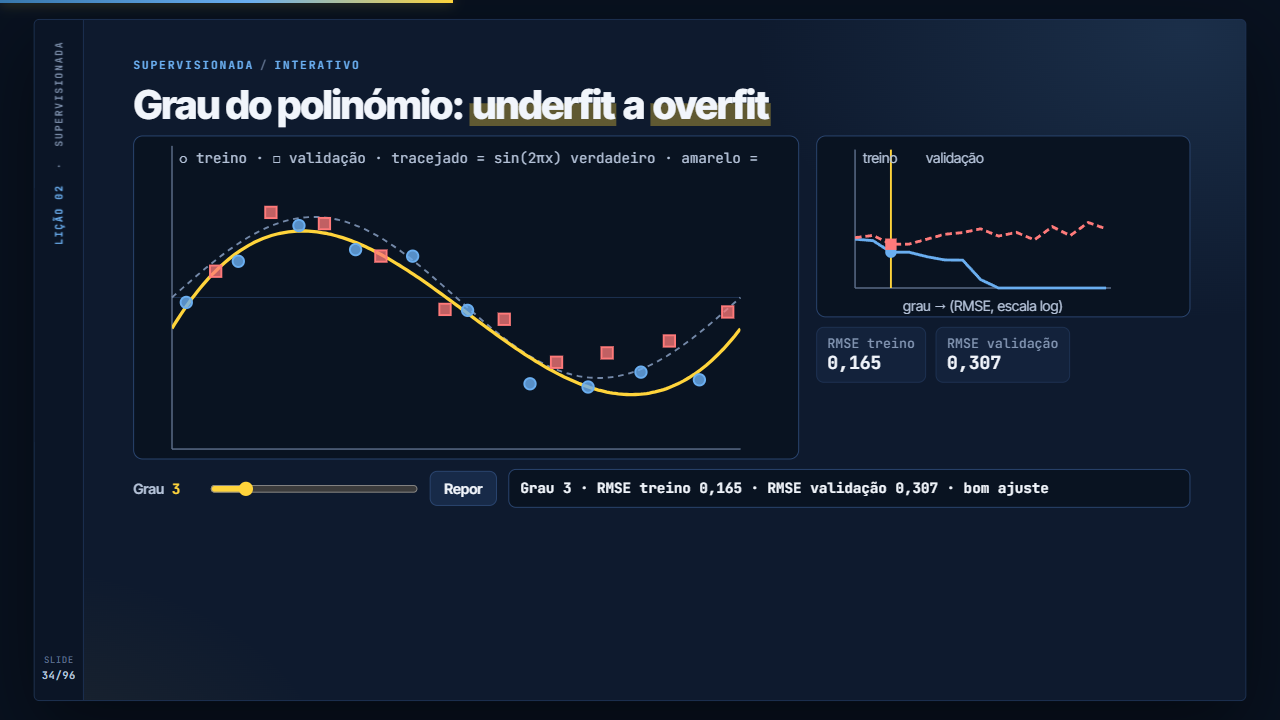 LIÇÃO 02 · SUPERVISIONADA
SUPERVISIONADA / INTERATIVO
Grau do polinómio: underfit a overfit
○ treino · □ validação · tracejado = sin(2πx) verdadeiro · amarelo =
treino validação
grau → (RMSE, escala log)
RMSE treino
0,165
RMSE validação
0,307
Grau 3
Repor
Grau 3 · RMSE treino 0,165 · RMSE validação 0,307 · bom ajuste
SLIDE
34/96